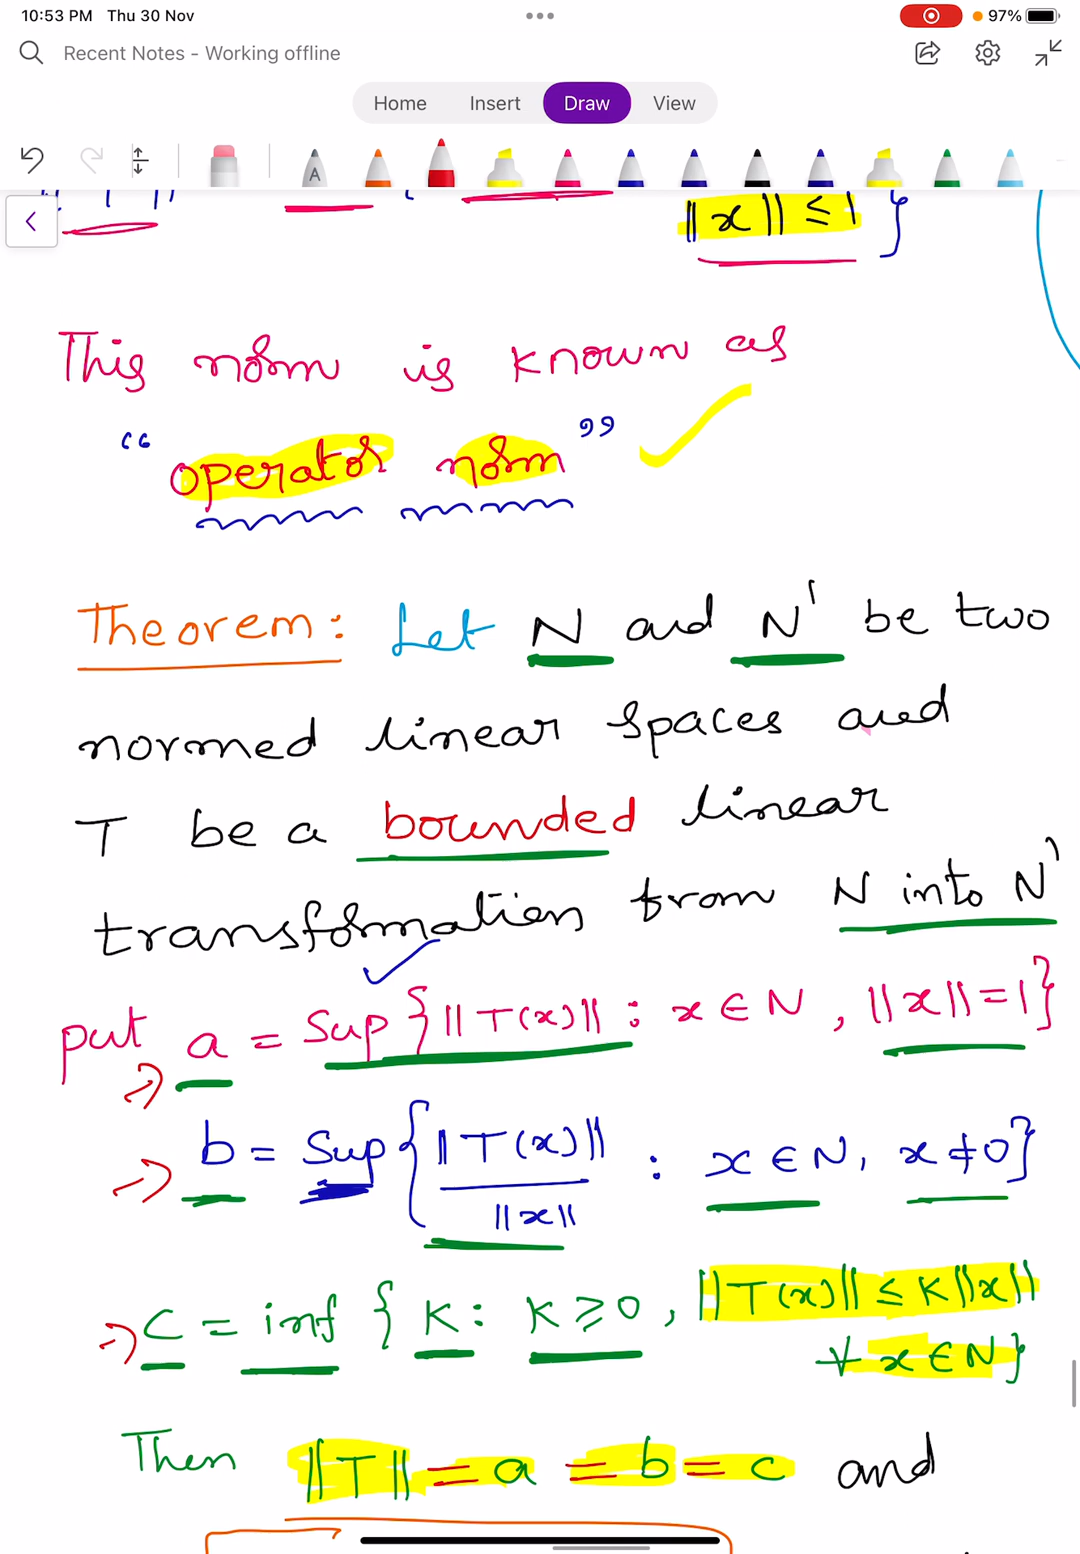 10:53 PM Thu 30 Nov
97%
Recent Notes - Working offline
Home Insert Draw View
A
||x|| ≤ 1 }
This norm is known as
“operator norm”
Theorem: Let N and N' be two
normed linear spaces and
T be a bounded linear
transformation from N into N'
put a = Sup {||T(x)|| : x ∈ N, ||x|| = 1}
b = Sup { ||T(x)|| / ||x|| : x ∈ N, x ≠ 0}
c = inf { K : K ≥ 0, ||T(x)|| ≤ K||x||
∀ x ∈ N}
Then ||T|| = a = b = c and